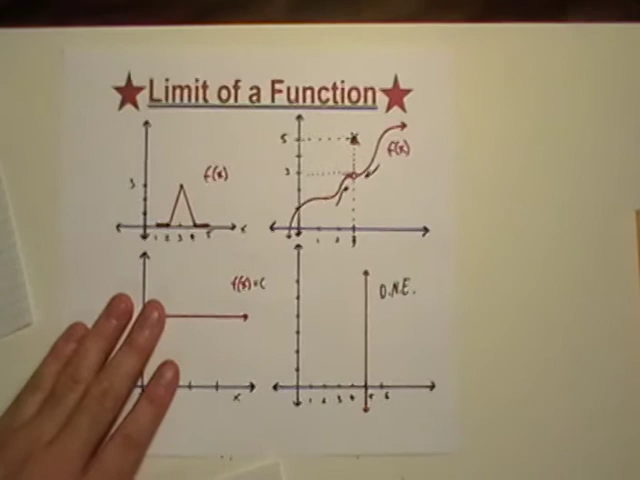 Limit of a Function
5
3
f(x)
f(x)
3
1 2 3 4 5 x
1 2 3
f(x)=C
D.N.E.
x
1 2 3 4 5 6